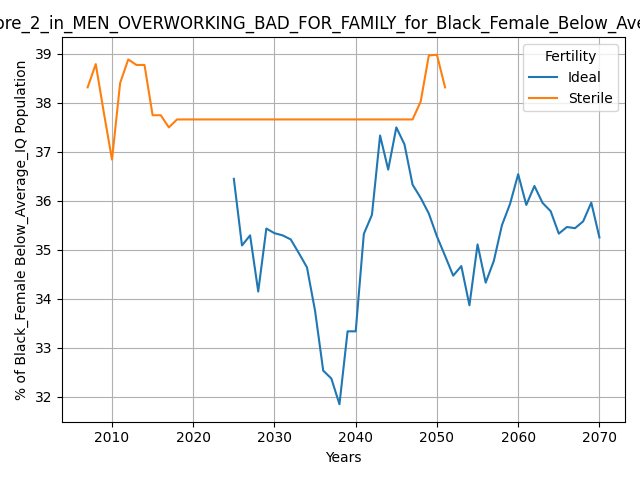 ore_2_in_MEN_OVERWORKING_BAD_FOR_FAMILY_for_Black_Female_Below_Ave
% of Black_Female Below_Average_IQ Population
39
38
37
36
35
34
33
32
Fertility
Ideal
Sterile
2010 2020 2030 2040 2050 2060 2070
Years